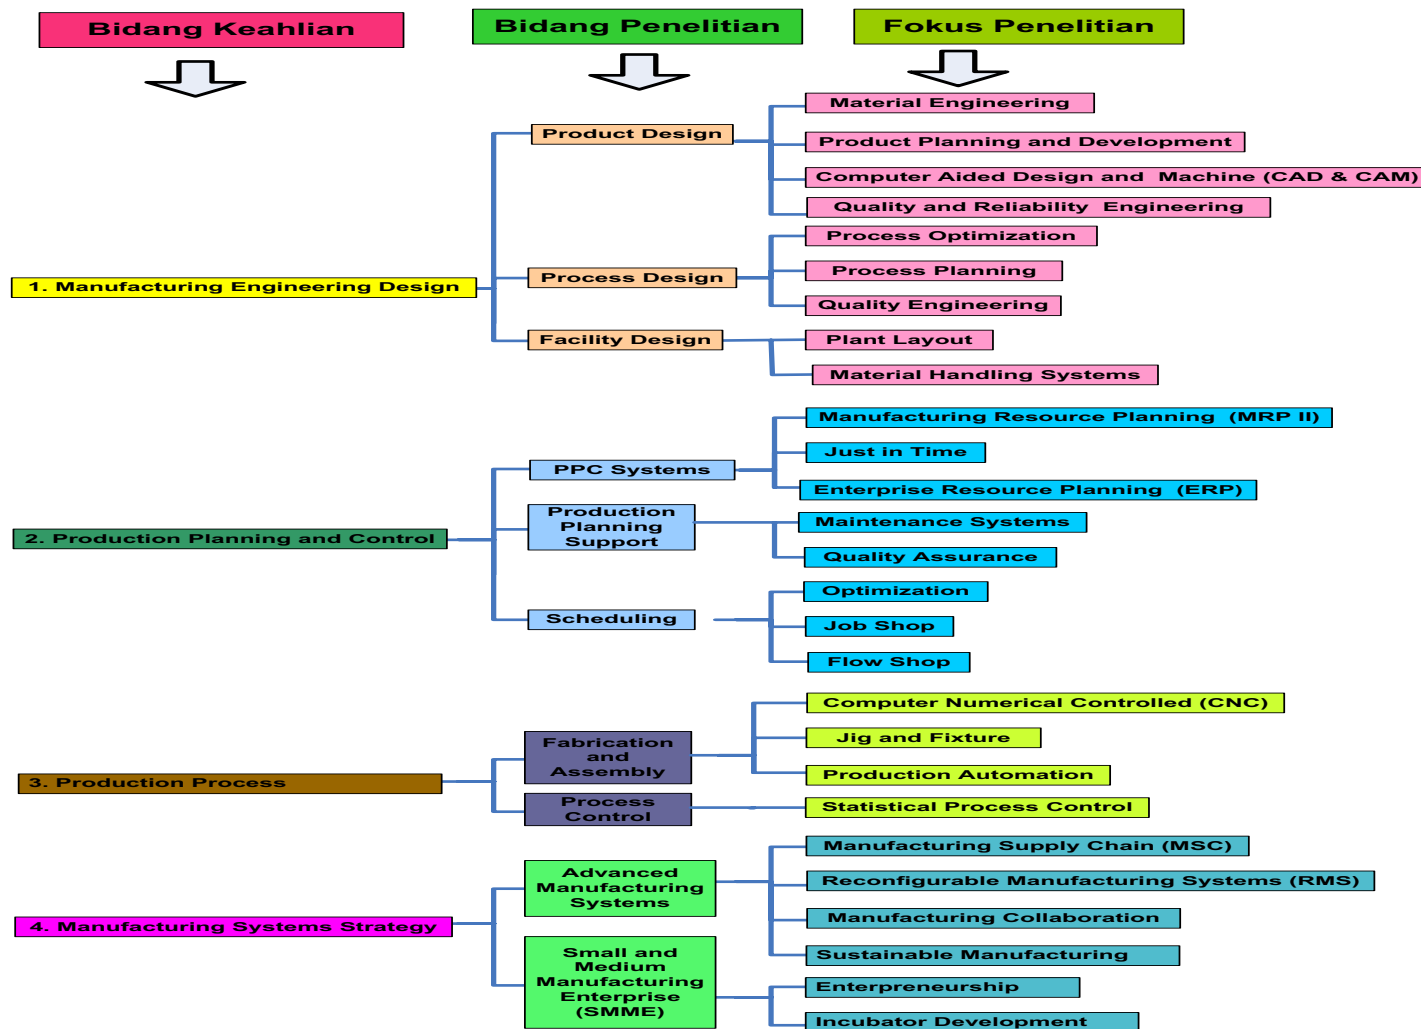 Bidang Keahlian
Bidang Penelitian
Fokus Penelitian
1. Manufacturing Engineering Design
Product Design
Material Engineering
Product Planning and Development
Computer Aided Design and Machine (CAD & CAM)
Quality and Reliability Engineering
Process Design
Process Optimization
Process Planning
Quality Engineering
Facility Design
Plant Layout
Material Handling Systems
2. Production Planning and Control
PPC Systems
Manufacturing Resource Planning (MRP II)
Just in Time
Enterprise Resource Planning (ERP)
Production
Planning
Support
Maintenance Systems
Quality Assurance
Scheduling
Optimization
Job Shop
Flow Shop
3. Production Process
Fabrication
and
Assembly
Computer Numerical Controlled (CNC)
Jig and Fixture
Production Automation
Process
Control
Statistical Process Control
4. Manufacturing Systems Strategy
Advanced
Manufacturing
Systems
Manufacturing Supply Chain (MSC)
Reconfigurable Manufacturing Systems (RMS)
Manufacturing Collaboration
Sustainable Manufacturing
Small and
Medium
Manufacturing
Enterprise
(SMME)
Enterpreneurship
Incubator Development